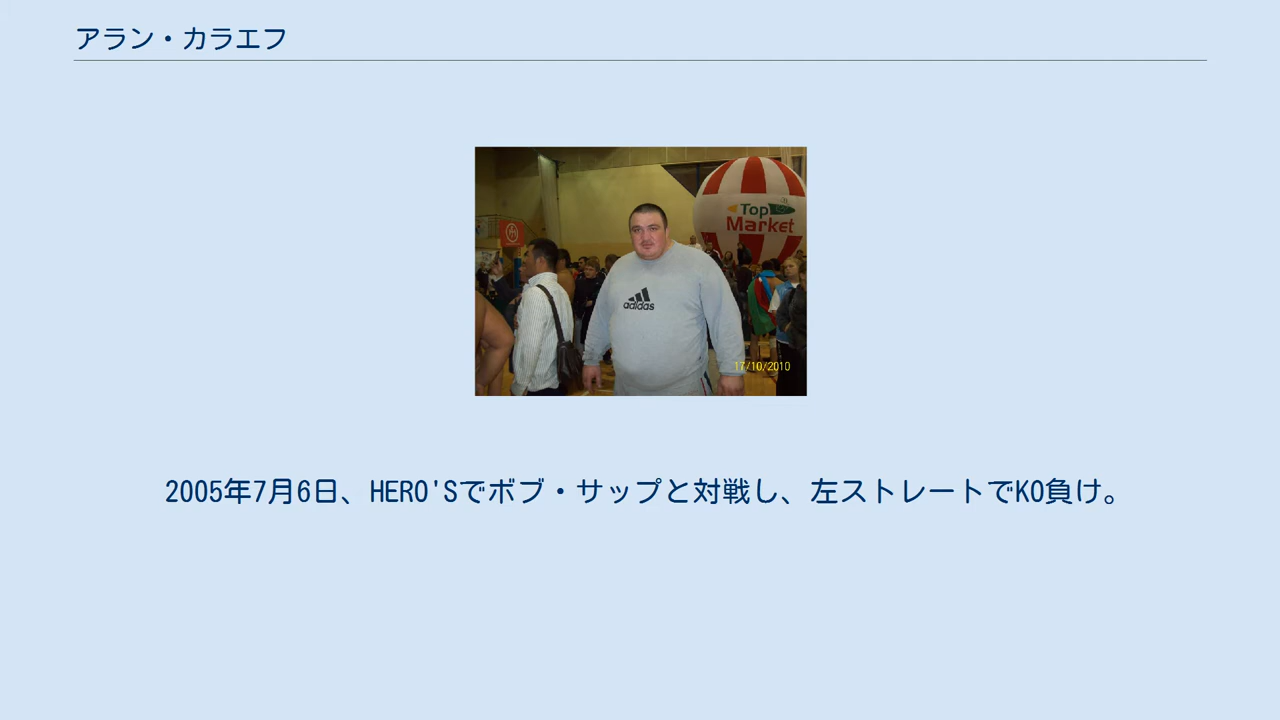 アラン・カラエフ
Top
Market
adidas
17/10/2010
2005年7月6日、HERO'Sでボブ・サップと対戦し、左ストレートでKO負け。